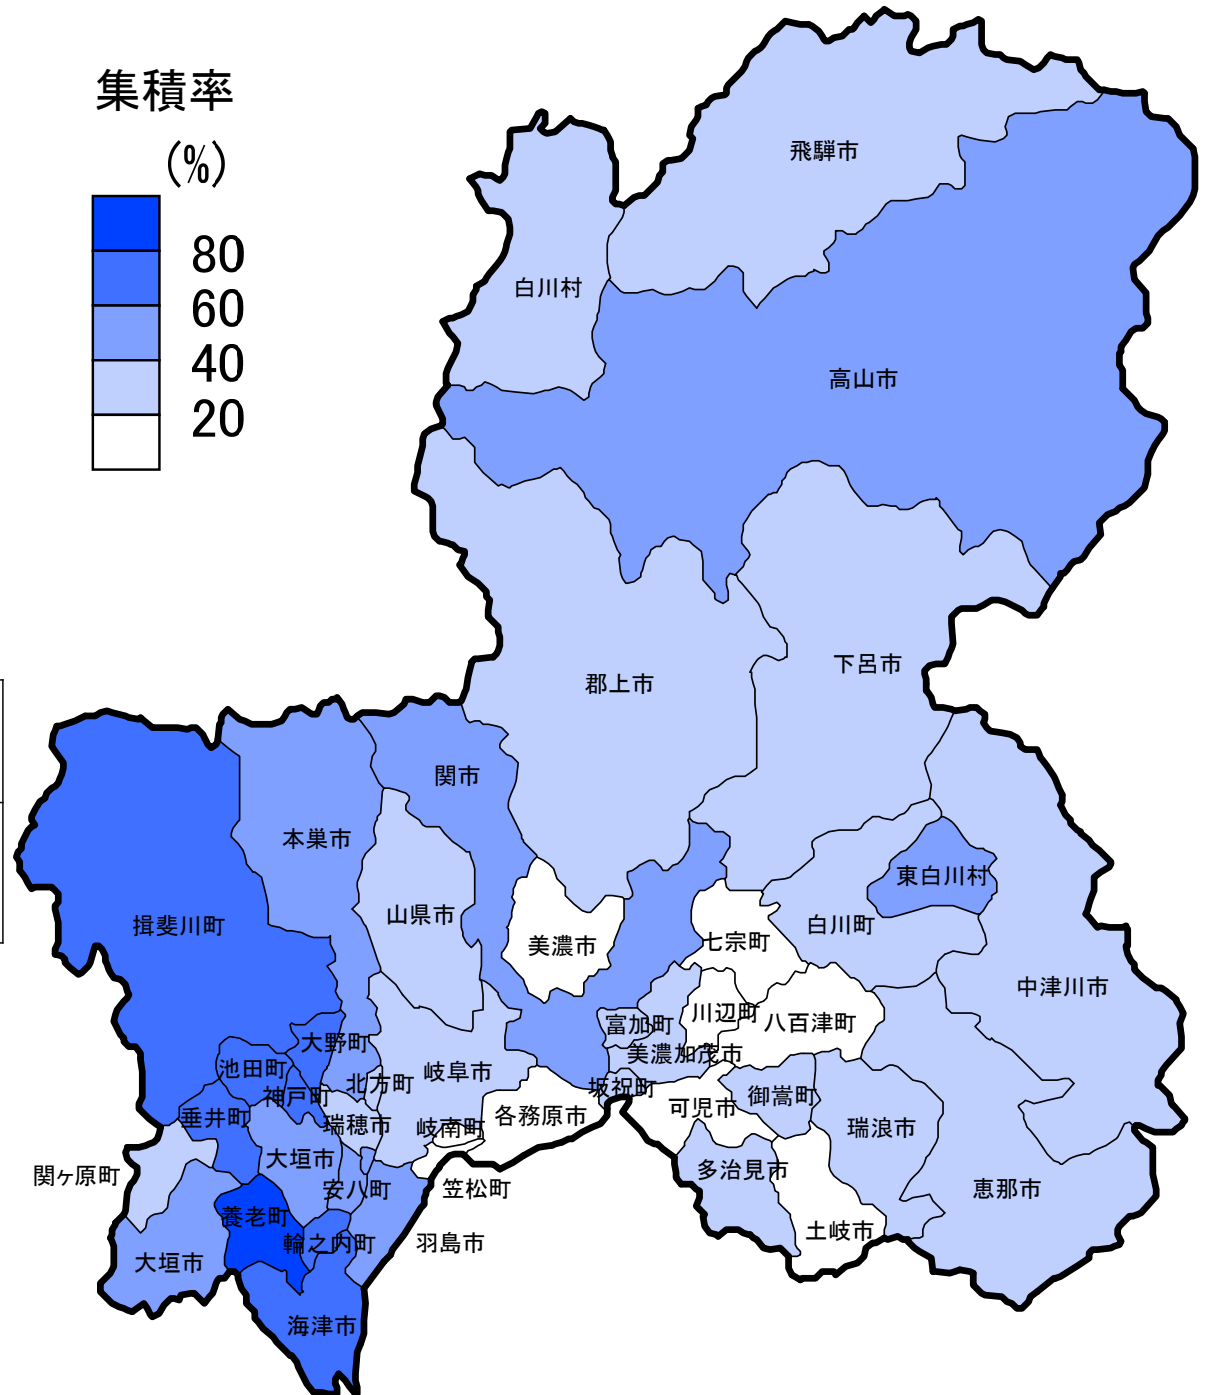 集積率
(%)
80
60
40
20
飛騨市
白川村
高山市
下呂市
郡上市
関市
本巣市
東白川村
揖斐川町
山県市
美濃市
七宗町
白川町
中津川市
富加町
川辺町
八百津町
大野町
美濃加茂市
池田町
北方町
岐阜市
坂祝町
神戸町
可児市
御嵩町
垂井町
瑞穂市
岐南町
各務原市
瑞浪市
大垣市
関ヶ原町
多治見市
安八町
笠松町
恵那市
養老町
土岐市
輪之内町
羽島市
大垣市
海津市